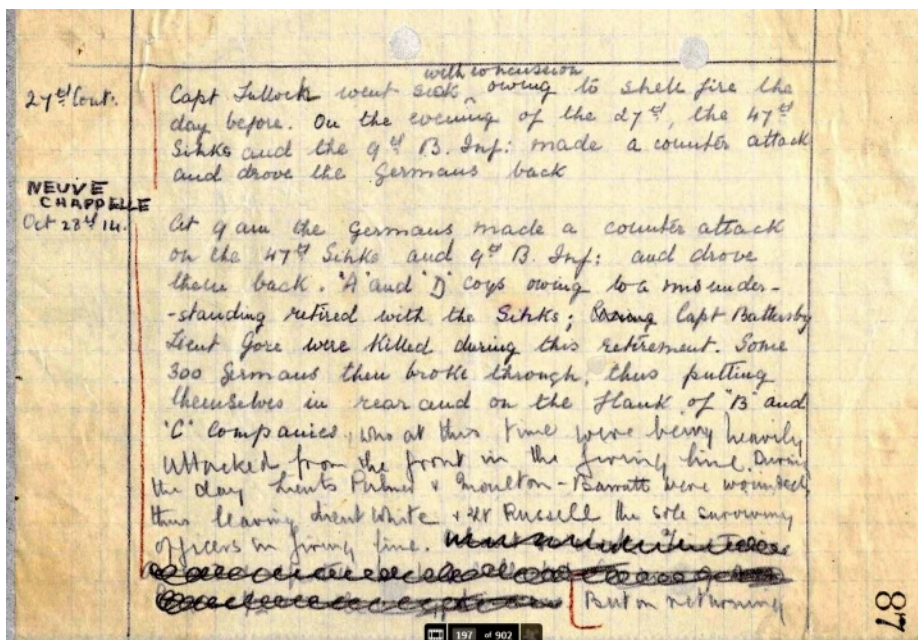 with concussion
27th Cont: Capt Tullock went sick owing to shell fire the
day before. On the evening of the 27th, the 47th
Sihks and the 9th B. Inf: made a counter attack
and drove the Germans back
NEUVE
CHAPPELLE
Oct 28th 14. At 9 am the Germans made a counter attack
on the 47th Sihks and 9th B. Inf: and drove
them back. "A" and "D" coys owing to a misunder-
-standing retired with the Sihks; Capt Battersby
Lieut Gore were killed during this retirement. Some
300 Germans then broke through, thus putting
themselves in rear and on the flank of "B" and
"C" Companies, who at this time were being heavily
attacked from the front in the firing line. During
the day Lieuts Palmer & Moulton-Barratt were wounded,
thus leaving Lieut White & Russell the sole surviving
officers in firing line.
But on returning
87
197 of 902